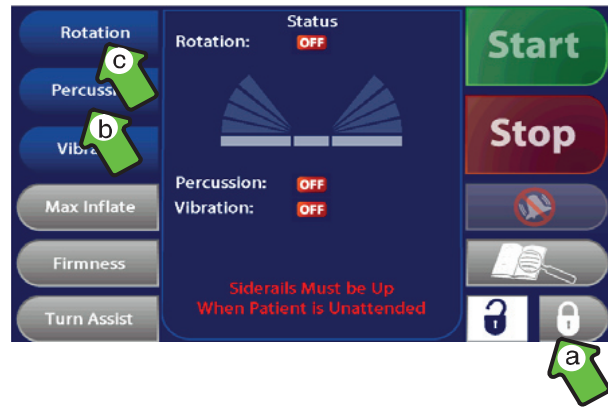 Rotation
Status
Rotation: OFF
Start
c
b
Stop
Percussion: OFF
Vibration: OFF
Max Inflate
Firmness
Siderails Must be Up
When Patient is Unattended
Turn Assist
a